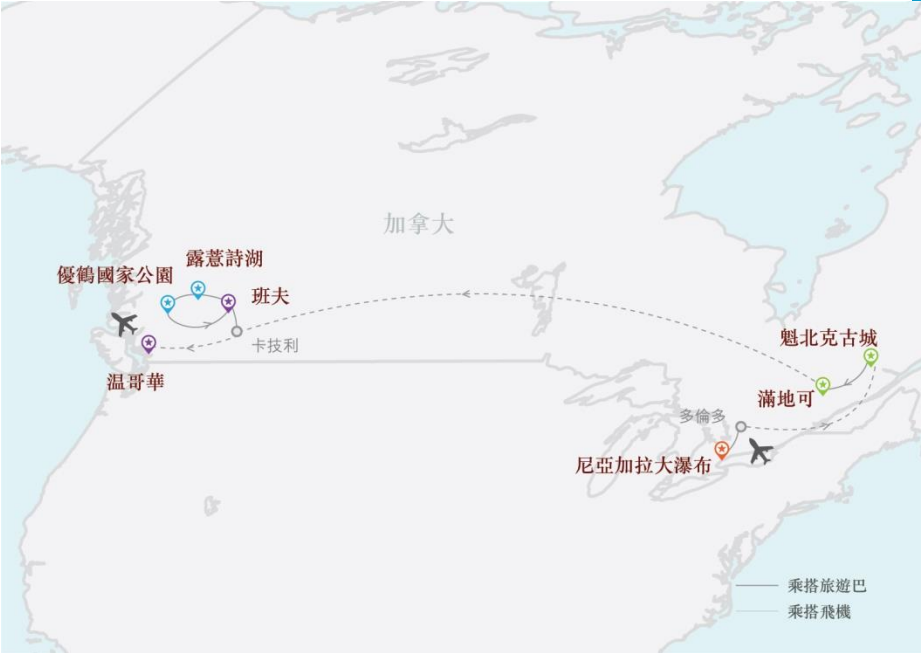 加拿大
露薏詩湖
優鶴國家公園
班夫
卡技利
温哥華
魁北克古城
滿地可
多倫多
尼亞加拉大瀑布
乘搭旅遊巴
乘搭飛機